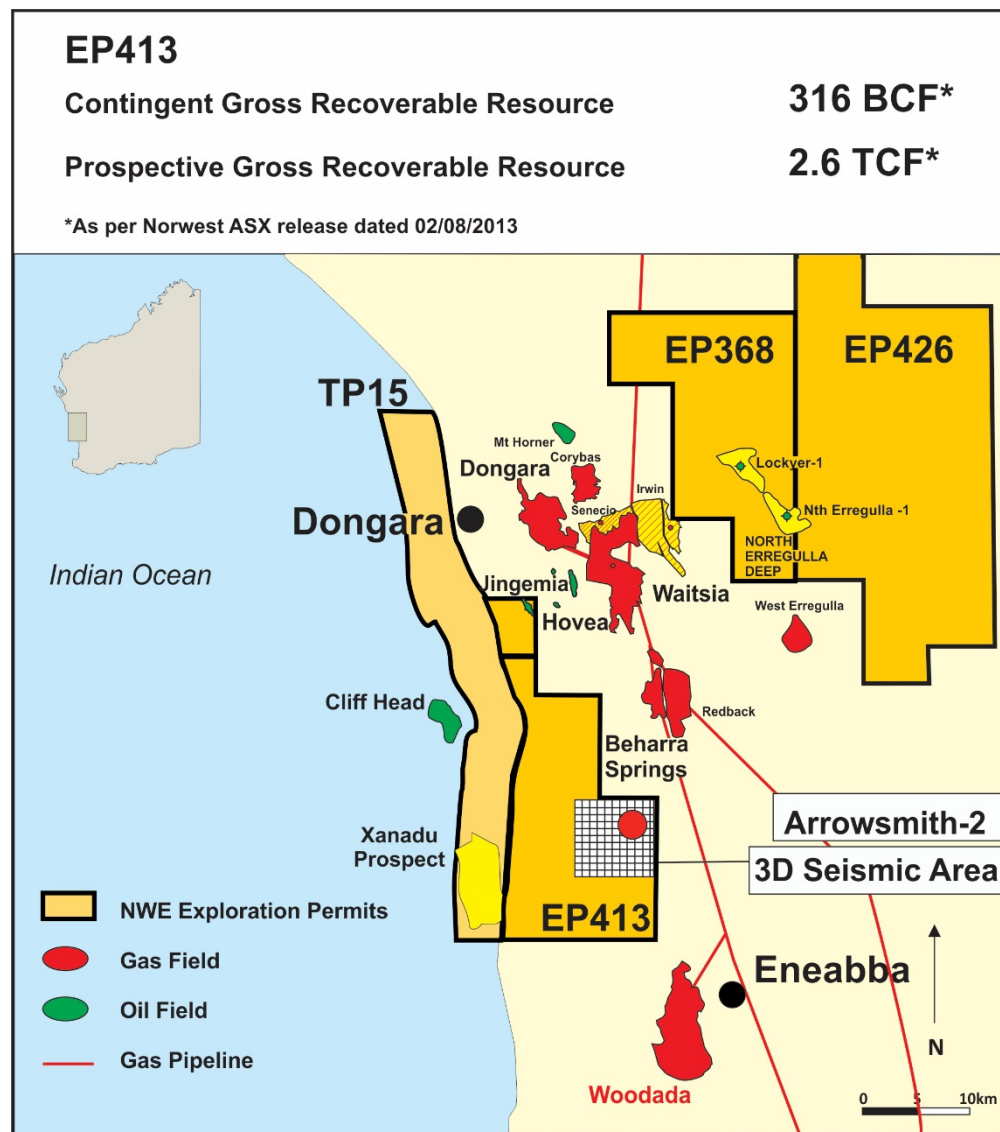 EP413
Contingent Gross Recoverable Resource 316 BCF*
Prospective Gross Recoverable Resource 2.6 TCF*
*As per Norwest ASX release dated 02/08/2013
EP368
EP426
TP15
Mt Horner
Corybas
Dongara
Lockyer-1
Irwin
Senecio
Nth Erregulla -1
Dongara
NORTH
ERREGULLA
DEEP
Indian Ocean
Jingemia
Waitsia
Hovea
West Erregulla
Cliff Head
Redback
Beharra
Springs
Arrowsmith-2
Xanadu
Prospect
3D Seismic Area
NWE Exploration Permits
EP413
Gas Field
Eneabba
Oil Field
Gas Pipeline
N
Woodada
0 5 10km